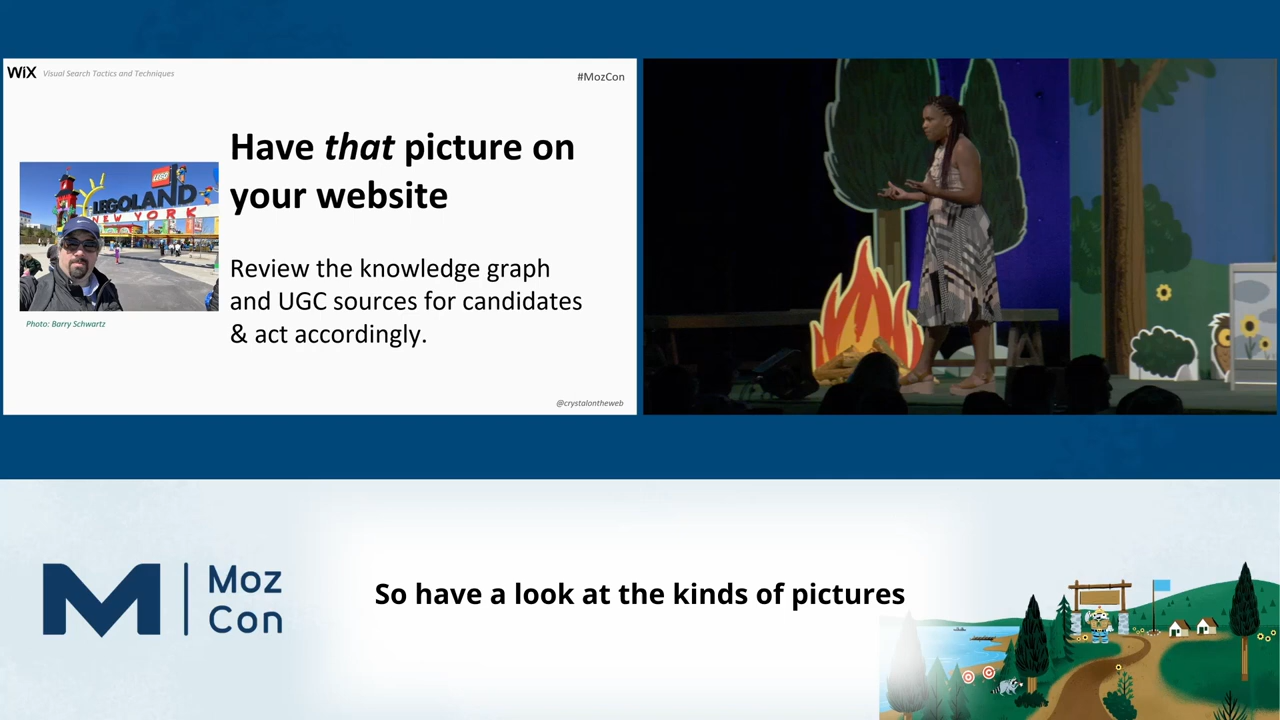 WiX Visual Search Tactics and Techniques
#MozCon
Have that picture on
your website
LEGO
LEGOLAND
NEW YORK
Review the knowledge graph
and UGC sources for candidates
& act accordingly.
Photo: Barry Schwartz
@crystalontheweb
M | Moz
Con
So have a look at the kinds of pictures